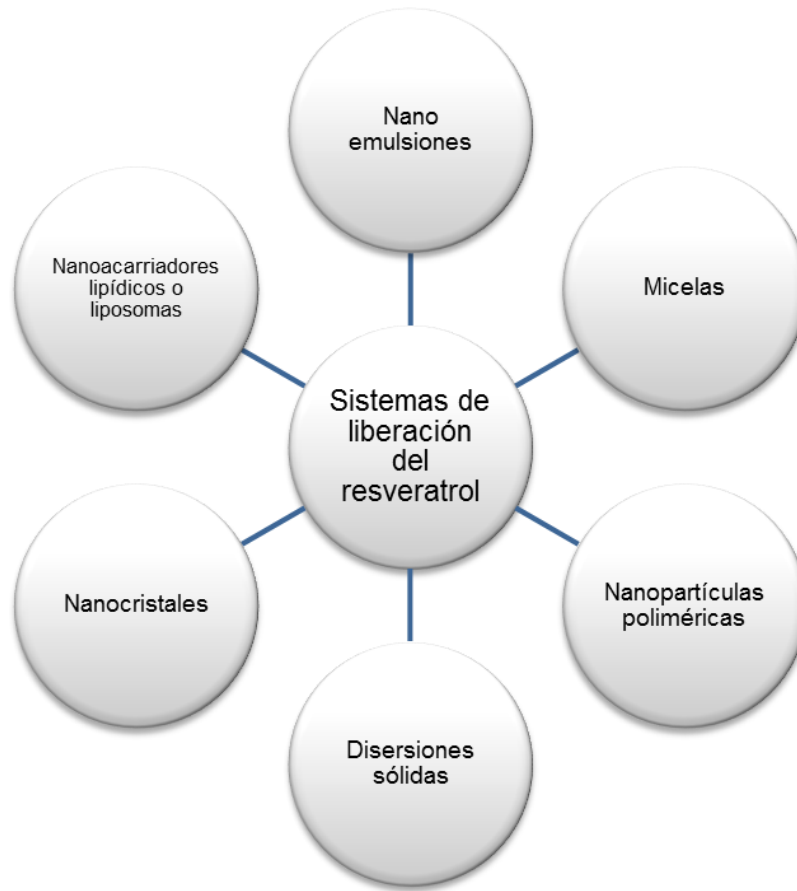 Nano
emulsiones
Nanoacarriadores
lipídicos o
liposomas
Micelas
Sistemas de
liberación
del
resveratrol
Nanocristales
Nanopartículas
poliméricas
Disersiones
sólidas